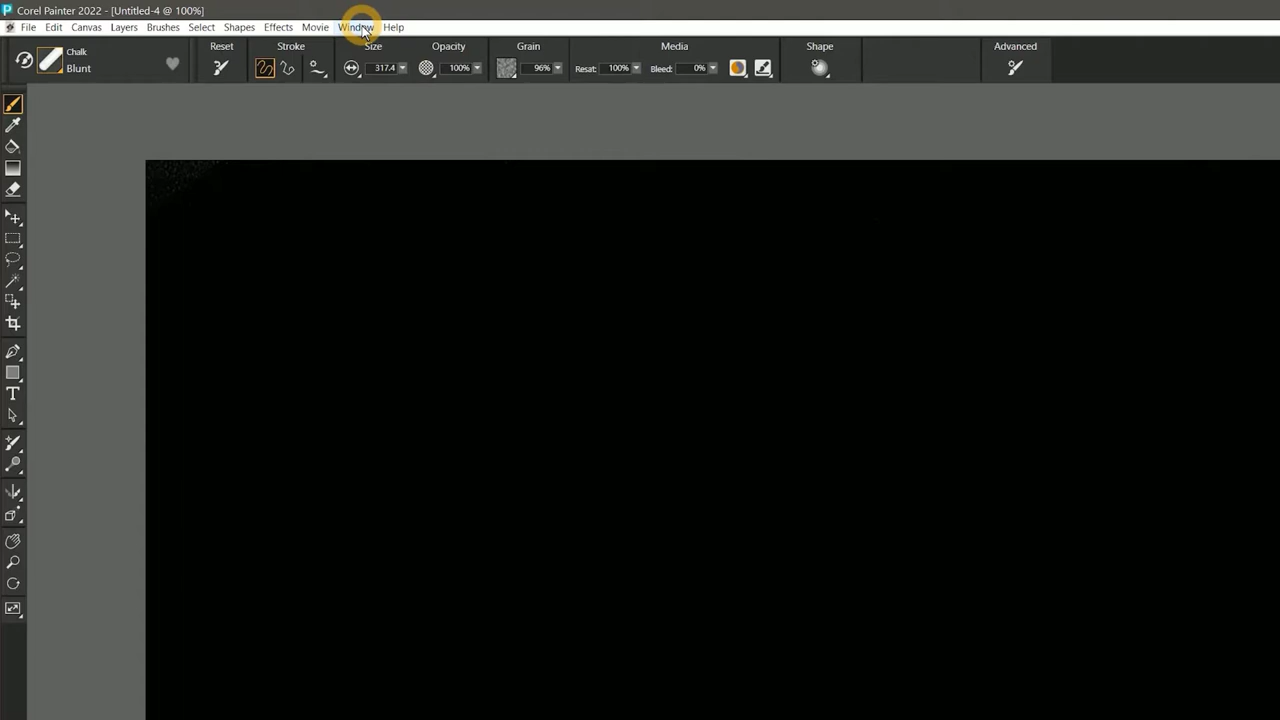 Corel Painter 2022 - [Untitled-4 @ 100%]
File Edit Canvas Layers Brushes Select Shapes Effects Movie Window Help
Chalk
Blunt
Reset
Stroke
Size
317.4
Opacity
100%
Grain
96%
Media
Resat: 100% Bleed: 0%
Shape
Advanced
T